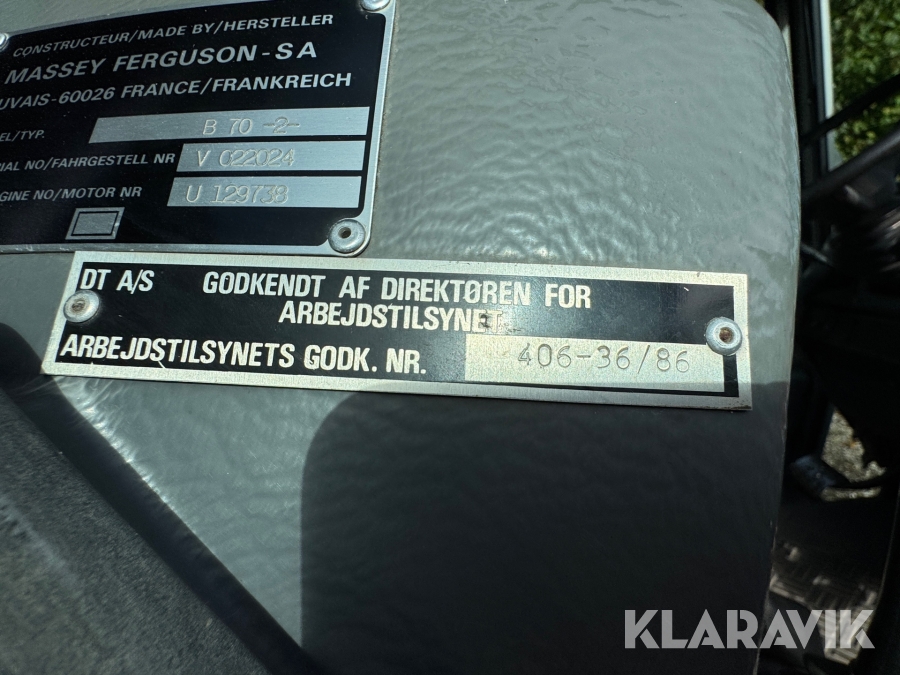 CONSTRUCTEUR/MADE BY/HERSTELLER
MASSEY FERGUSON-SA
UVAIS-60026 FRANCE/FRANKREICH
EL/TYP. B 70 -2-
IAL NO/FAHRGESTELL NR V 022024
GINE NO/MOTOR NR U 129738
DT A/S GODKENDT AF DIREKTØREN FOR
ARBEJDSTILSYNET
ARBEJDSTILSYNETS GODK. NR. 406-36/86
KLARAVIK